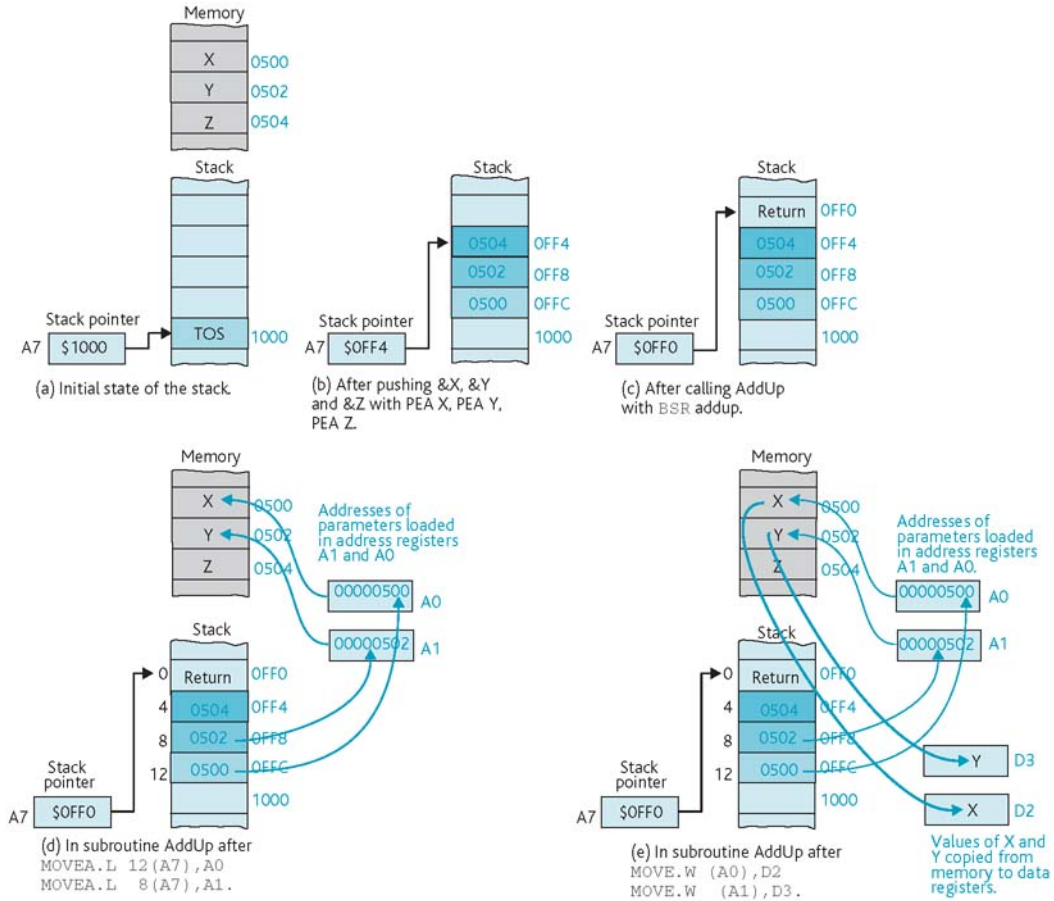 Memory
X 0500
Y 0502
Z 0504
Stack
Stack pointer
A7 $1000
TOS 1000
(a) Initial state of the stack.
Stack
0504 0FF4
0502 0FF8
0500 0FFC
1000
Stack pointer
A7 $0FF4
(b) After pushing &X, &Y
and &Z with PEA X, PEA Y,
PEA Z.
Stack
Return 0FF0
0504 0FF4
0502 0FF8
0500 0FFC
1000
Stack pointer
A7 $0FF0
(c) After calling AddUp
with BSR addup.
Memory
X 0500
Y 0502
Z 0504
Addresses of
parameters loaded
in address registers
A1 and A0
00000500 A0
00000502 A1
Stack
0 Return 0FF0
4 0504 0FF4
8 0502 0FF8
12 0500 0FFC
1000
Stack
pointer
A7 $0FF0
(d) In subroutine AddUp after
MOVEA.L 12(A7),A0
MOVEA.L 8(A7),A1.
Memory
X 0500
Y 0502
Z 0504
Addresses of
parameters loaded
in address registers
A1 and A0.
00000500 A0
00000502 A1
Stack
0 Return 0FF0
4 0504 0FF4
8 0502 0FF8
12 0500 0FFC
1000
Stack
pointer
A7 $0FF0
Y D3
X D2
Values of X and
Y copied from
memory to data
registers.
(e) In subroutine AddUp after
MOVE.W (A0),D2
MOVE.W (A1),D3.